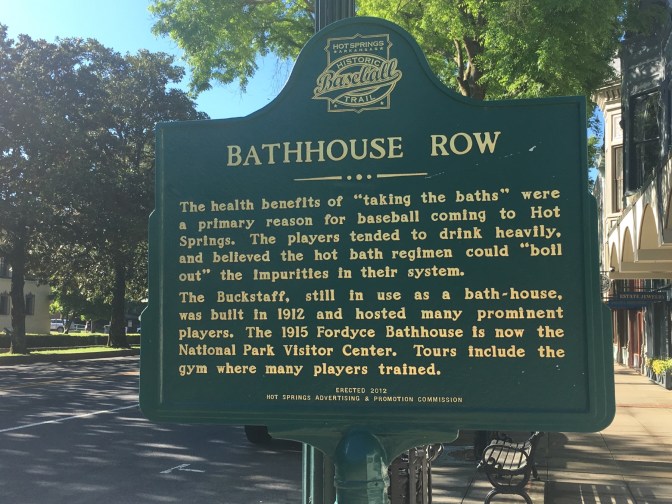 HOT SPRINGS
ARKANSAS
HISTORIC
Baseball
TRAIL
BATHHOUSE ROW
The health benefits of "taking the baths" were
a primary reason for baseball coming to Hot
Springs. The players tended to drink heavily,
and believed the hot bath regimen could "boil
out" the impurities in their system.
The Buckstaff, still in use as a bath-house,
was built in 1912 and hosted many prominent
players. The 1915 Fordyce Bathhouse is now the
National Park Visitor Center. Tours include the
gym where many players trained.
ERECTED 2012
HOT SPRINGS ADVERTISING & PROMOTION COMMISSION